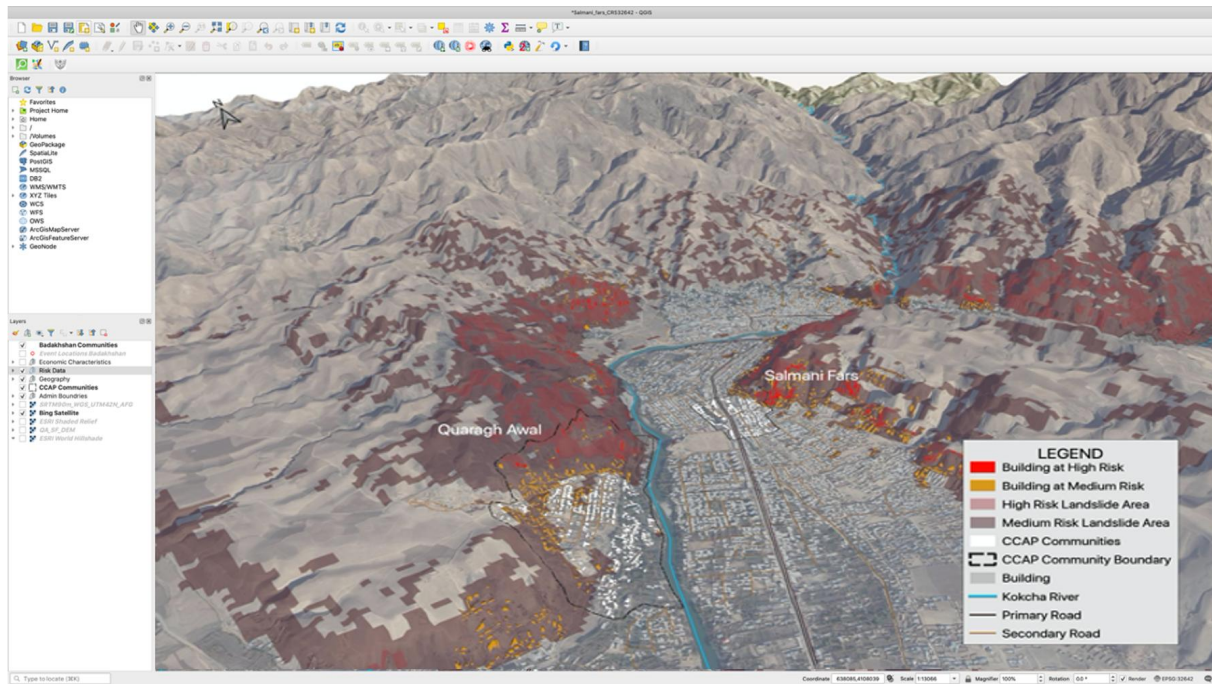 *Salmani_fars_CRS32642 - QGIS
Browser
Favorites
Project Home
Home
/
/Volumes
GeoPackage
SpatiaLite
PostGIS
MSSQL
DB2
WMS/WMTS
XYZ Tiles
WCS
WFS
OWS
ArcGisMapServer
ArcGisFeatureServer
GeoNode
Layers
Badakhshan Communities
Event Locations Badakhshan
Economic Characteristics
Risk Data
Geography
CCAP Communities
Admin Boundries
Bing Satellite
ESRI Shaded Relief
QA_SF_DEM
ESRI World Hillshade
Salmani Fars
Quaragh Awal
LEGEND
Building at High Risk
Building at Medium Risk
High Risk Landslide Area
Medium Risk Landslide Area
CCAP Communities
CCAP Community Boundary
Building
Kokcha River
Primary Road
Secondary Road
Type to locate (⌘K)
Coordinate
Scale 1:13066
Magnifier 100%
Rotation 0.0 °
Render
EPSG:32642